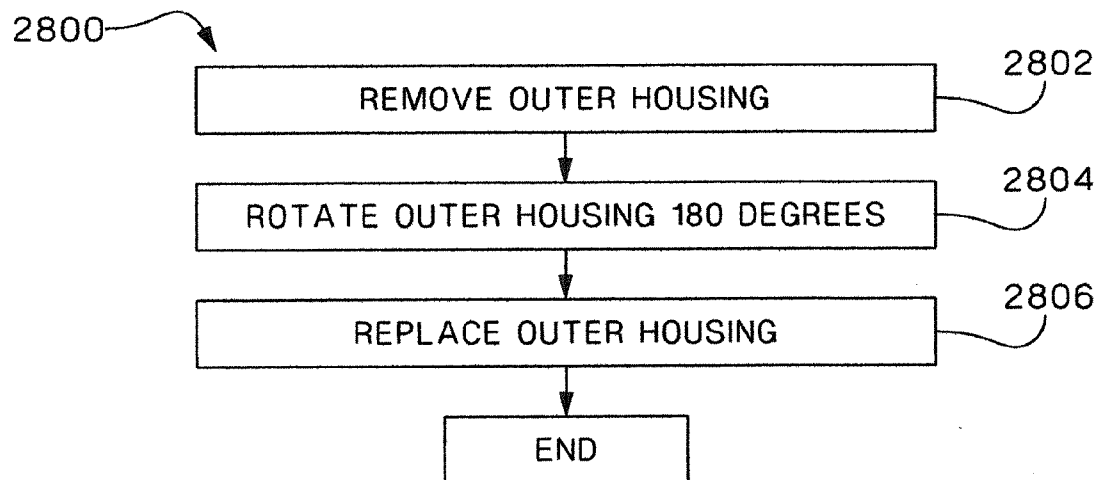 2800
2802
REMOVE OUTER HOUSING
2804
ROTATE OUTER HOUSING 180 DEGREES
2806
REPLACE OUTER HOUSING
END